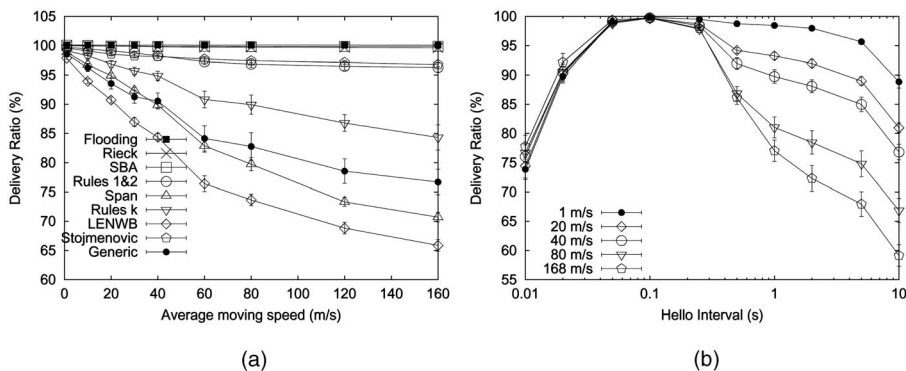 Delivery Ratio (%)
105
100
95
90
85
80
75
70
65
60
Flooding
Rieck
SBA
Rules 1&2
Span
Rules k
LENWB
Stojmenovic
Generic
0 20 40 60 80 100 120 140 160
Average moving speed (m/s)
(a)
Delivery Ratio (%)
100
95
90
85
80
75
70
65
60
55
1 m/s
20 m/s
40 m/s
80 m/s
168 m/s
0.01 0.1 1 10
Hello Interval (s)
(b)